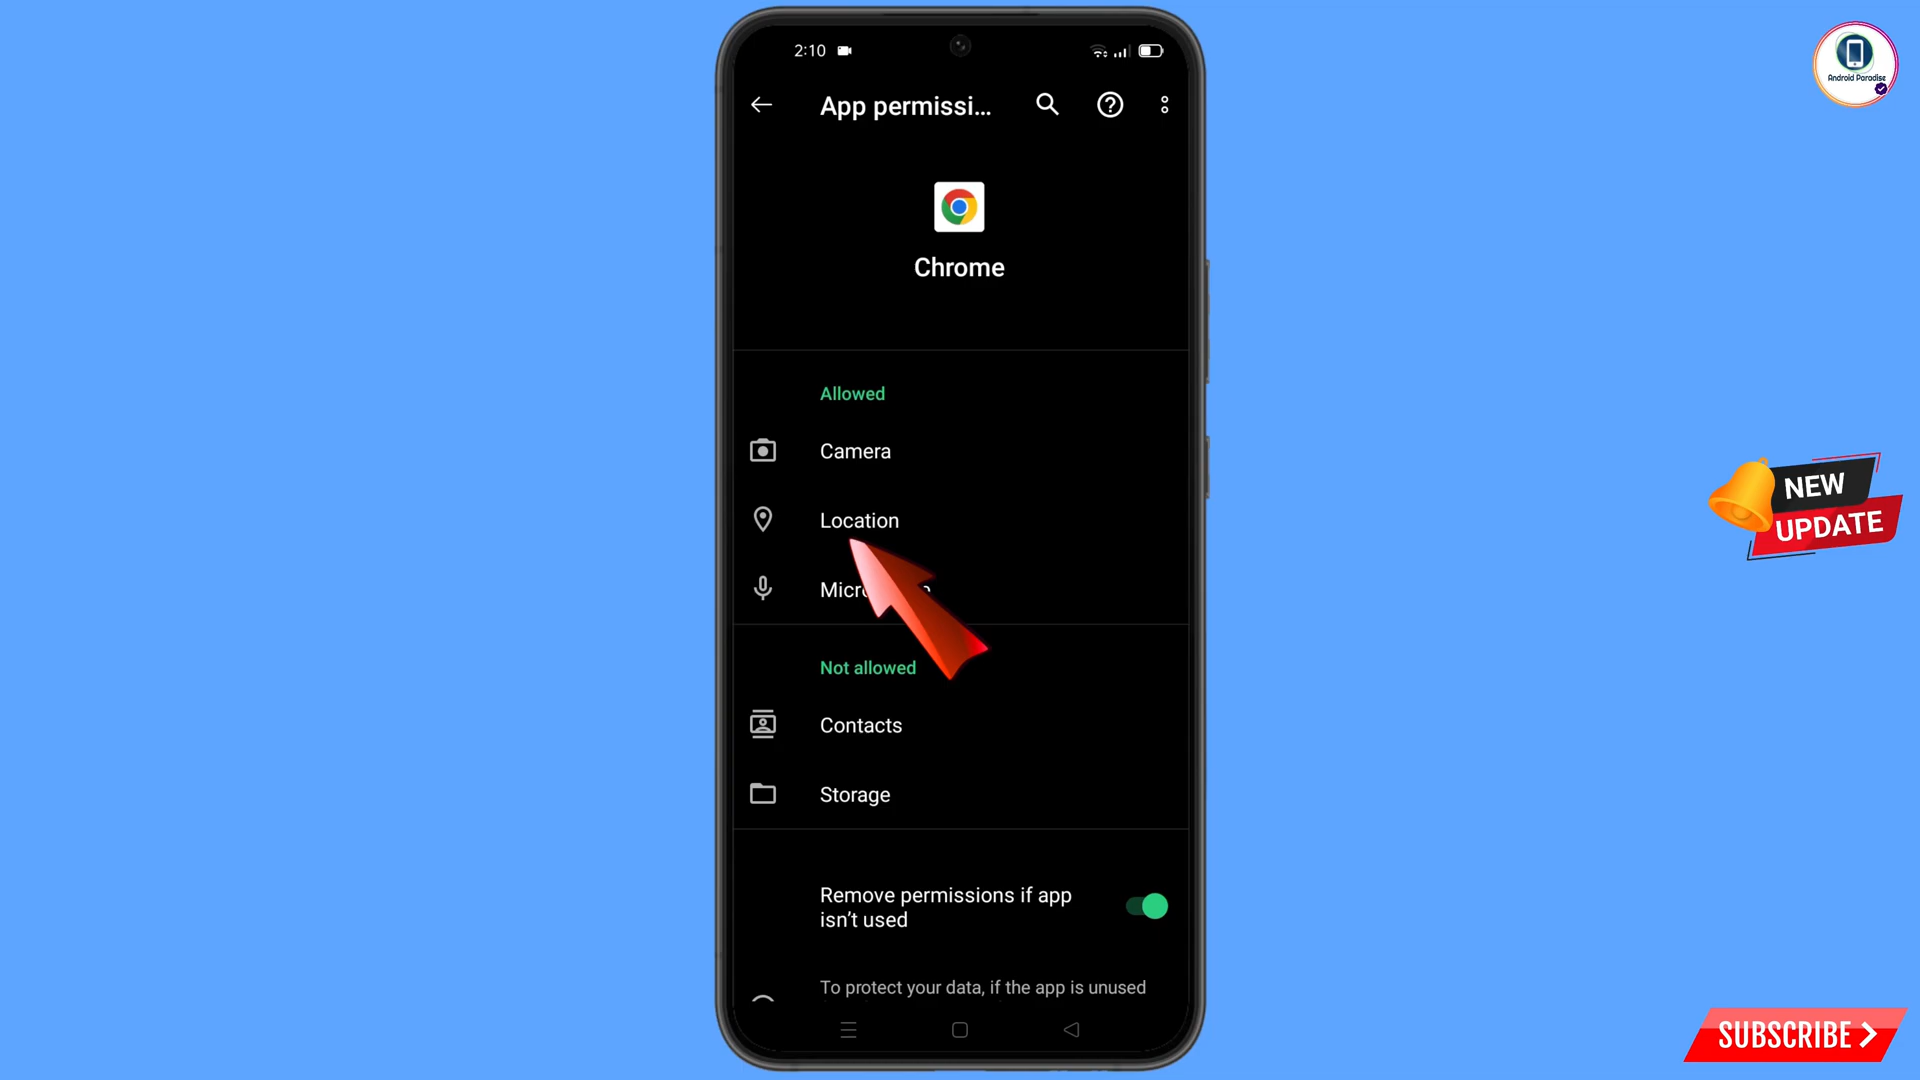 2:10
Android Paradise
App permissi...
Chrome
Allowed
Camera
Location
Not allowed
Contacts
Storage
Remove permissions if app
isn't used
To protect your data, if the app is unused
NEW
UPDATE
SUBSCRIBE